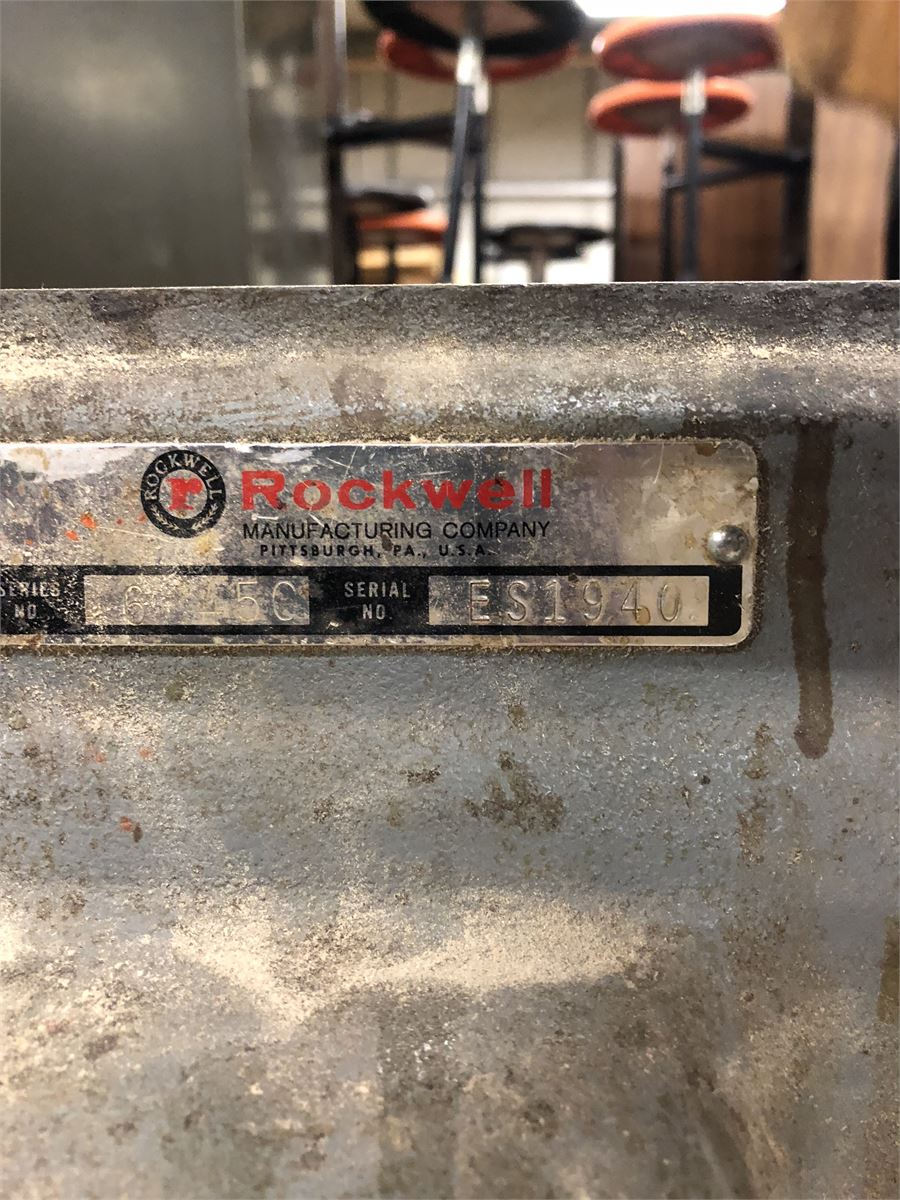 ROCKWELL
r
Rockwell
MANUFACTURING COMPANY
PITTSBURGH, PA., U.S.A.
SERIES NO
SERIAL NO. ES1940